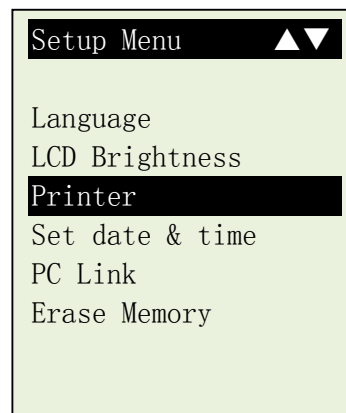 Setup Menu ▲▼
Language
LCD Brightness
Printer
Set date & time
PC Link
Erase Memory